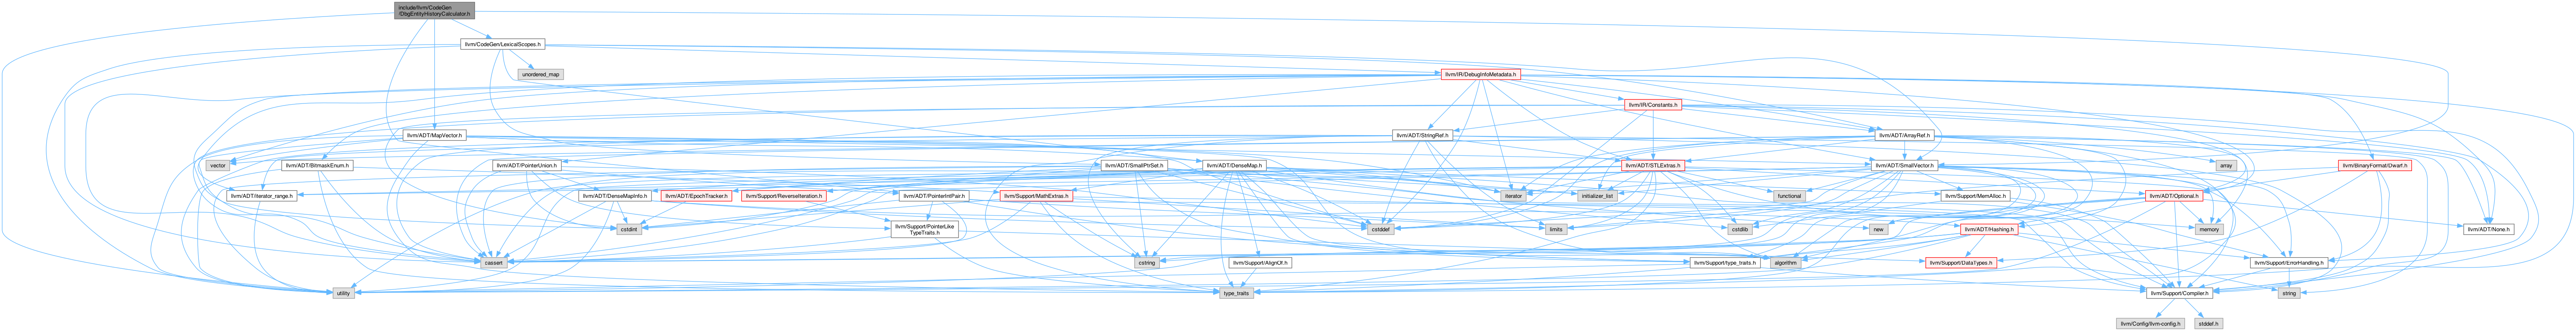 include/llvm/CodeGen
/DbgEntityHistoryCalculator.h
llvm/CodeGen/LexicalScopes.h
unordered_map
llvm/IR/DebugInfoMetadata.h
llvm/IR/Constants.h
llvm/ADT/MapVector.h
llvm/ADT/StringRef.h
llvm/ADT/ArrayRef.h
vector
llvm/ADT/BitmaskEnum.h
llvm/ADT/PointerUnion.h
llvm/ADT/SmallPtrSet.h
llvm/ADT/DenseMap.h
llvm/ADT/STLExtras.h
llvm/ADT/SmallVector.h
array
llvm/BinaryFormat/Dwarf.h
llvm/ADT/iterator_range.h
llvm/ADT/DenseMapInfo.h
llvm/ADT/EpochTracker.h
llvm/Support/ReverseIteration.h
llvm/ADT/PointerIntPair.h
llvm/Support/MathExtras.h
iterator
initializer_list
functional
llvm/Support/MemAlloc.h
llvm/ADT/Optional.h
cstdint
llvm/Support/PointerLike
TypeTraits.h
cstddef
limits
cstdlib
new
llvm/ADT/Hashing.h
memory
llvm/ADT/None.h
cassert
cstring
llvm/Support/AlignOf.h
llvm/Support/type_traits.h
algorithm
llvm/Support/DataTypes.h
llvm/Support/ErrorHandling.h
utility
type_traits
llvm/Support/Compiler.h
string
llvm/Config/llvm-config.h
stddef.h